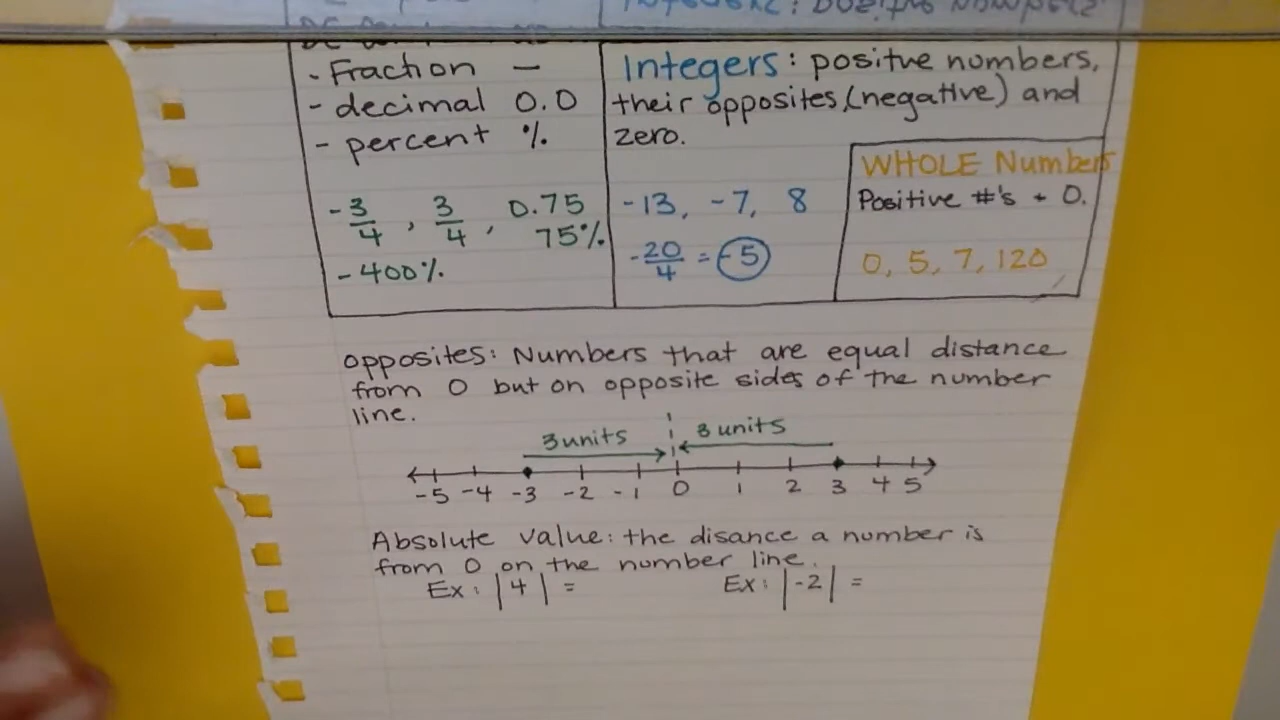 - Fraction —
- decimal 0.0
- percent %
-3/4, 3/4, 0.75
75%
-400%
Integers: positve numbers,
their opposites,(negative) and
zero.
-13, -7, 8
-20/4 = -5
WHOLE Numbers
Positive #'s + 0.
0, 5, 7, 120
opposites: Numbers that are equal distance
from 0 but on opposite sides of the number
line.
3 units 3 units
-5 -4 -3 -2 -1 0 1 2 3 4 5
Absolute value: the disance a number is
from 0 on the number line.
Ex: |4| = Ex: |-2| =